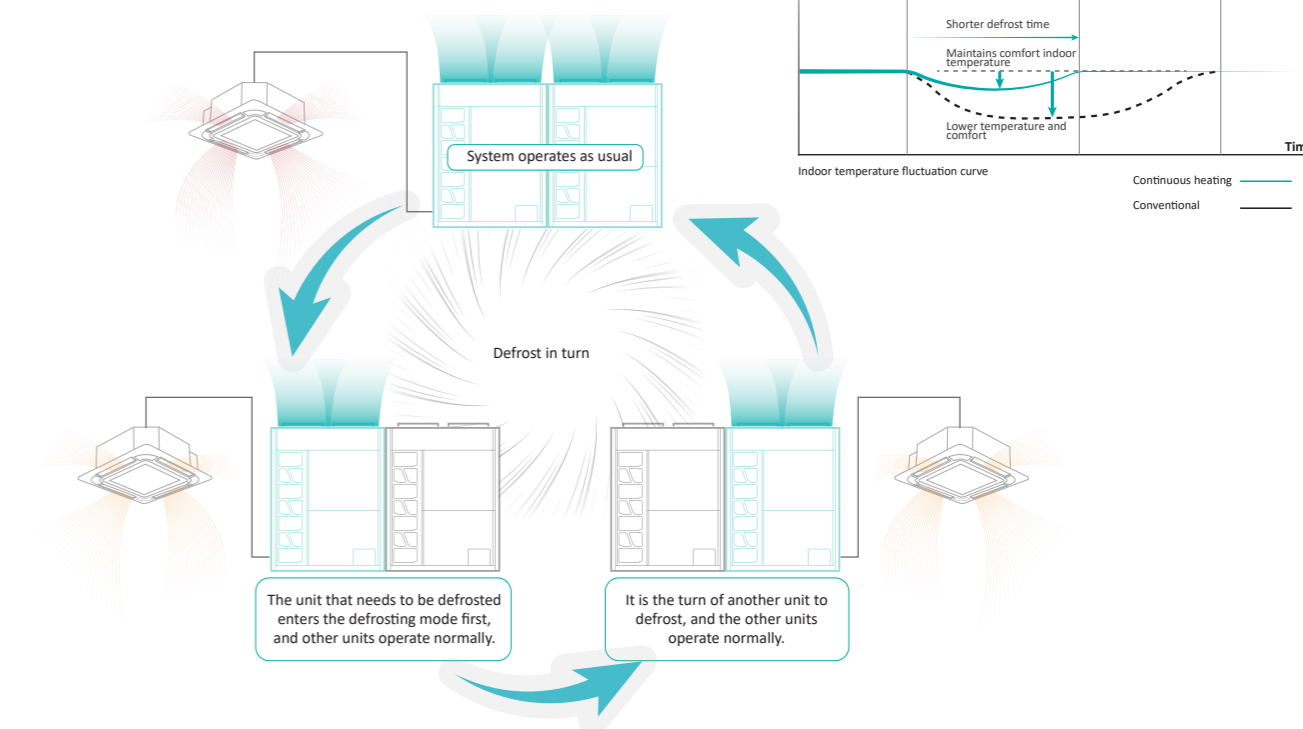 Shorter defrost time
Maintains comfort indoor
temperature
Lower temperature and
comfort
Tim
Indoor temperature fluctuation curve
Continuous heating
Conventional
System operates as usual
Defrost in turn
The unit that needs to be defrosted
enters the defrosting mode first,
and other units operate normally.
It is the turn of another unit to
defrost, and the other units
operate normally.